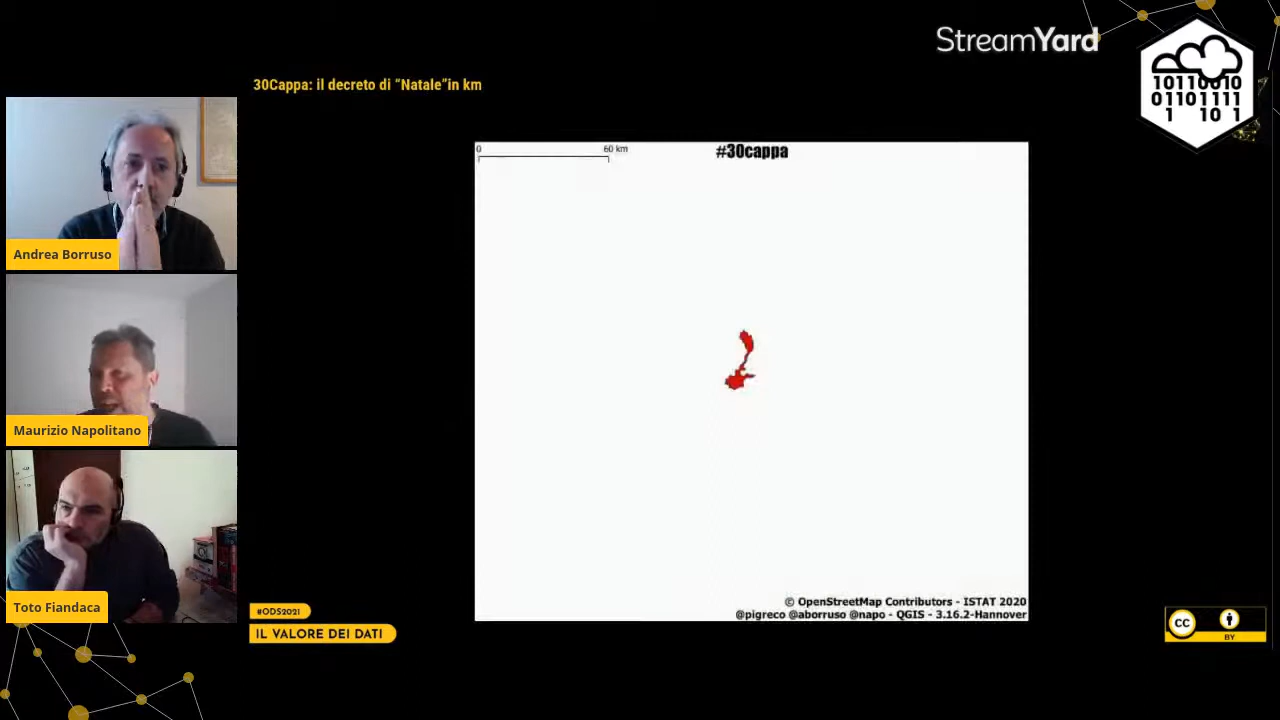 StreamYard
10110010
01101111
1 10 1
30Cappa: il decreto di “Natale”in km
0 60 km
#30cappa
Andrea Borruso
Maurizio Napolitano
Toto Fiandaca
© OpenStreetMap Contributors - ISTAT 2020
@pigreco @aborruso @napo - QGIS - 3.16.2-Hannover
#ODS2021
IL VALORE DEI DATI
CC
BY